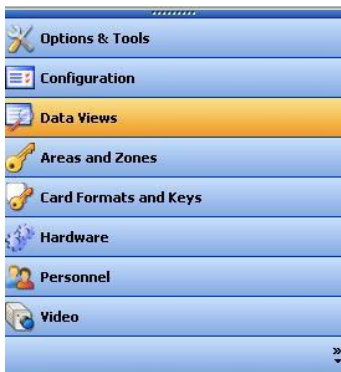 Options & Tools
Configuration
Data Views
Areas and Zones
Card Formats and Keys
Hardware
Personnel
Video